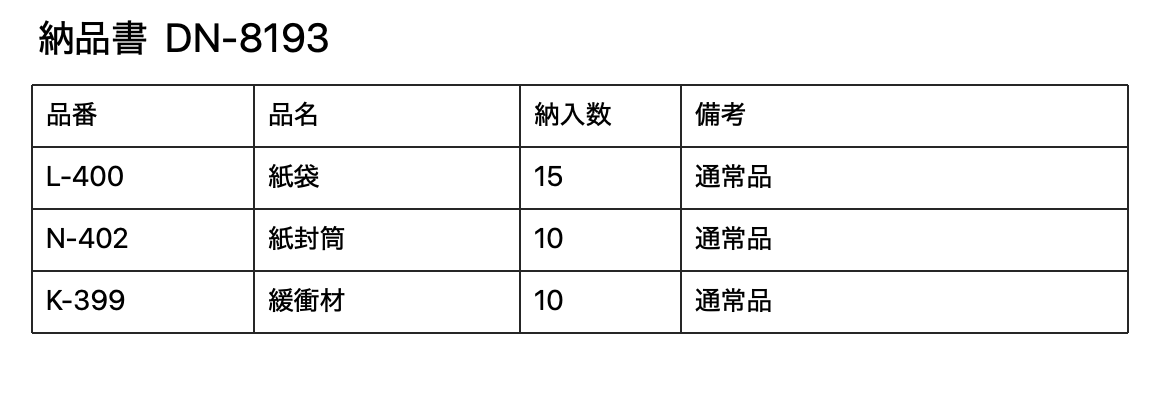 納品書 DN-8193
品番 品名 納入数 備考
L-400 紙袋 15 通常品
N-402 紙封筒 10 通常品
K-399 緩衝材 10 通常品